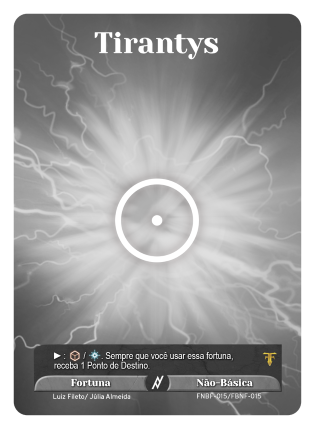 Tirantys
▶ : / . Sempre que você usar essa fortuna,
receba 1 Ponto de Destino.
Fortuna Não-Básica
Luiz Fileto/ Júlia Almeida FNBF-015/FBNF-015